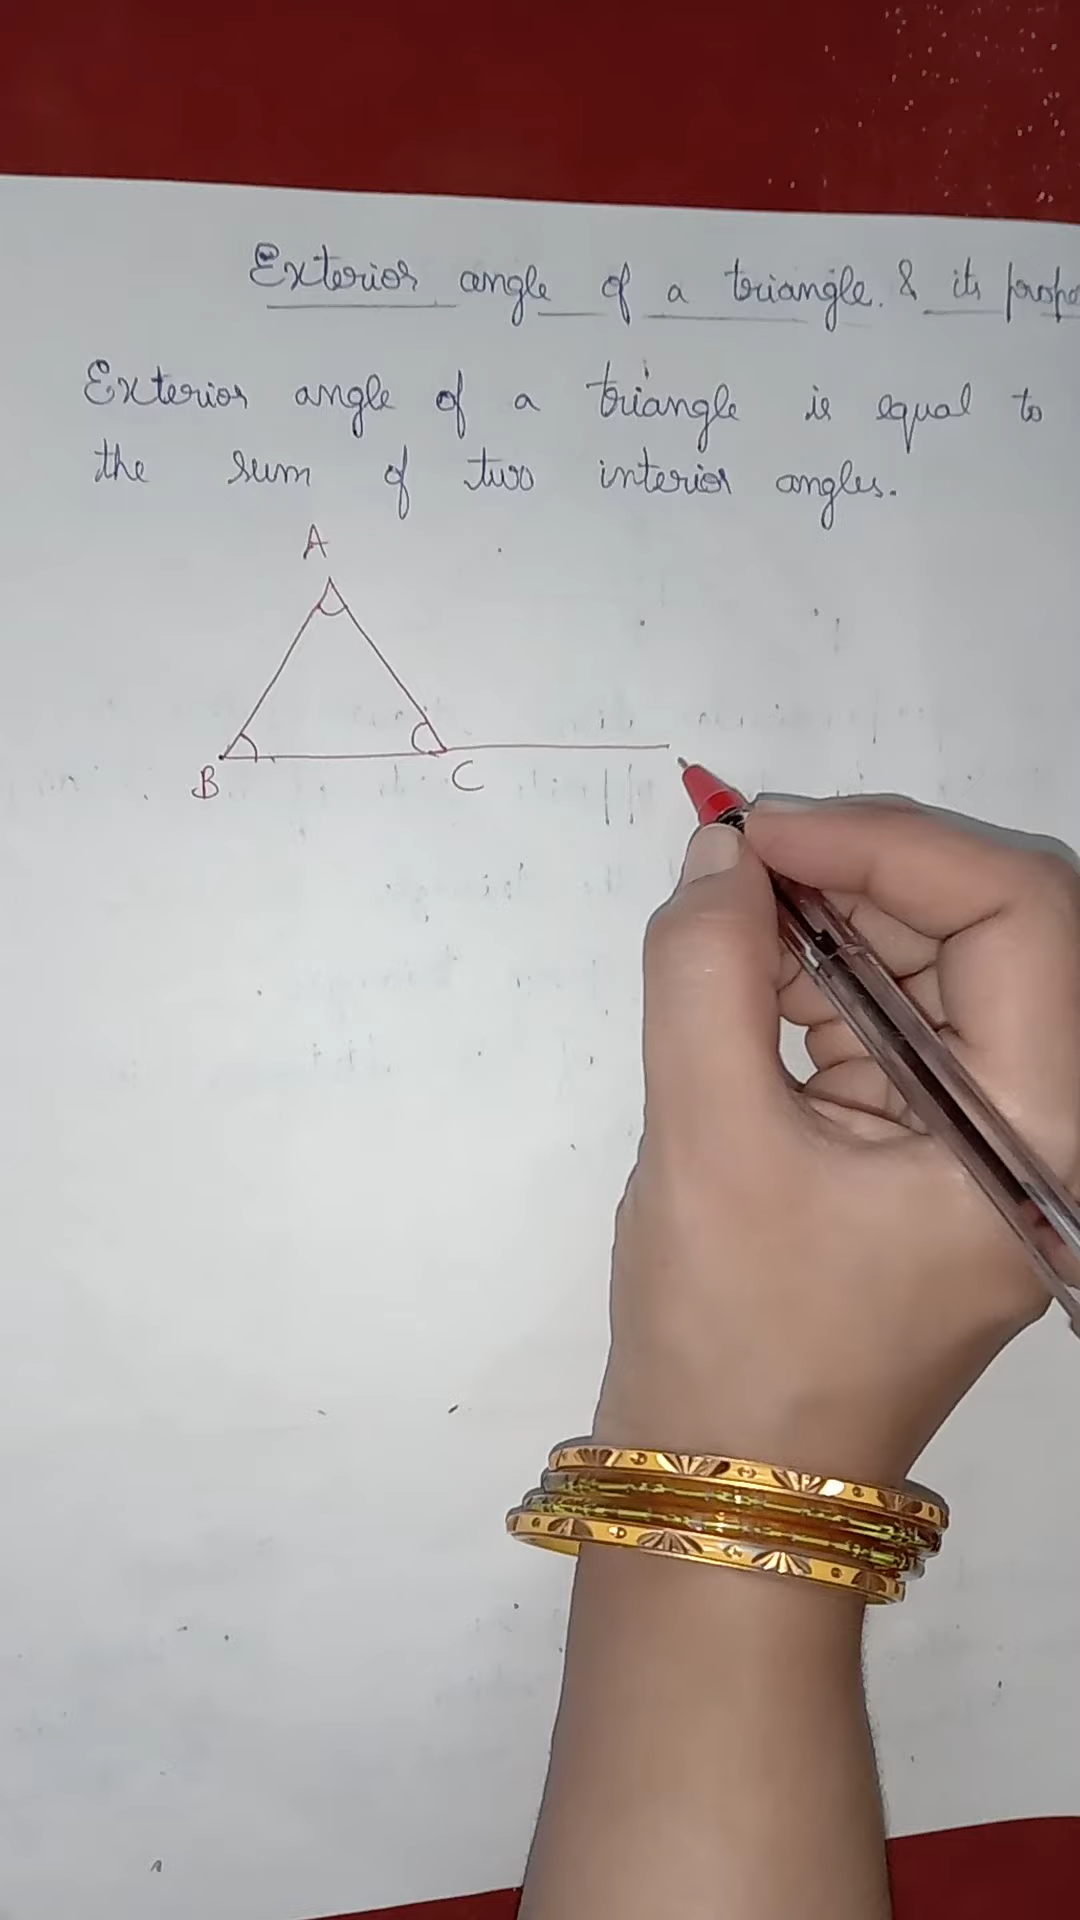 Exterior angle of a triangle. & its
Exterior angle of a triangle is equal to
the sum of two interior angles.
A
B
C